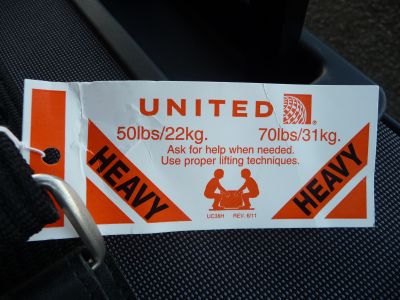 UNITED
50lbs/22kg. 70lbs/31kg.
Ask for help when needed.
Use proper lifting techniques.
HEAVY HEAVY
UC38H REV. 6/11